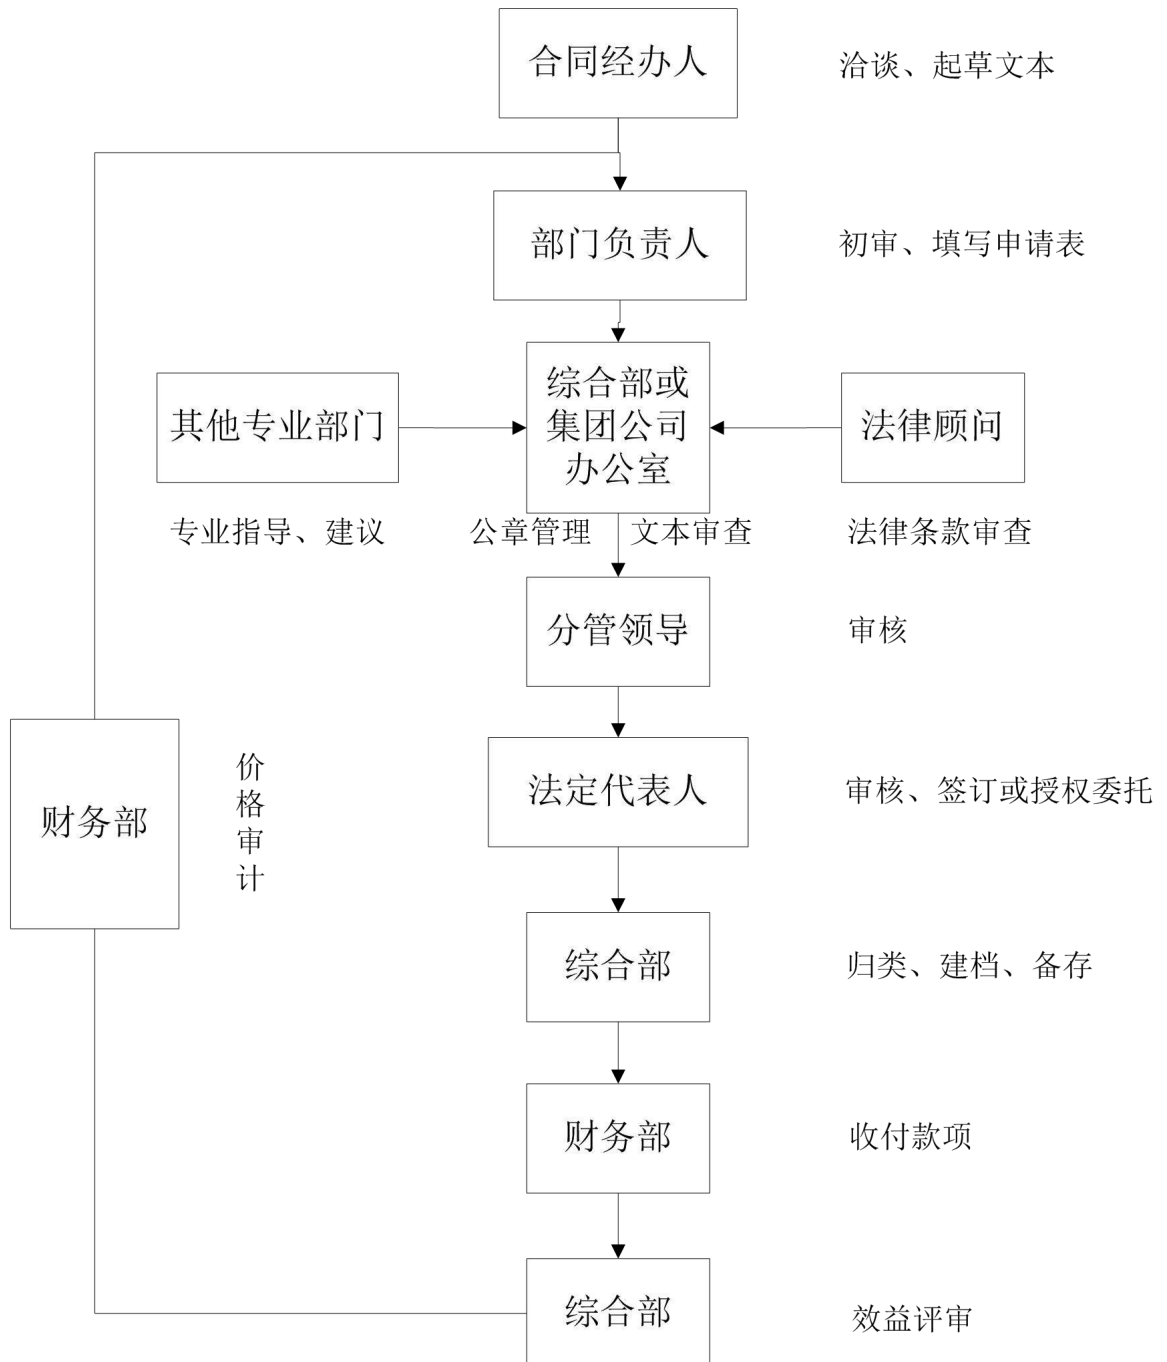 合同经办人
洽谈、起草文本
部门负责人
初审、填写申请表
其他专业部门
综合部或
集团公司
办公室
法律顾问
专业指导、建议
公章管理
文本审查
法律条款审查
分管领导
审核
财务部
价
格
审
计
法定代表人
审核、签订或授权委托
综合部
归类、建档、备存
财务部
收付款项
综合部
效益评审